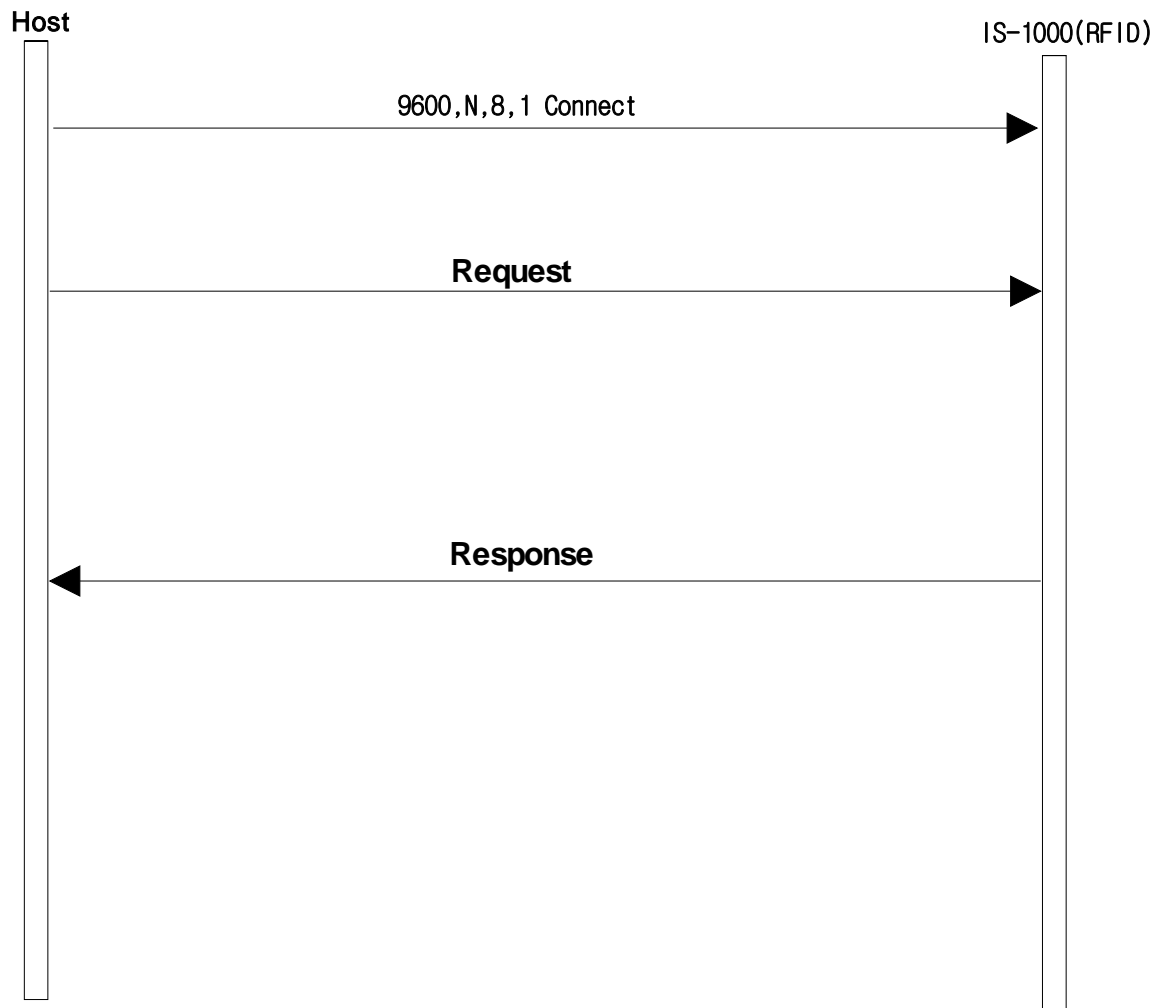 Host
IS-1000(RFID)
9600,N,8,1 Connect
Request
Response